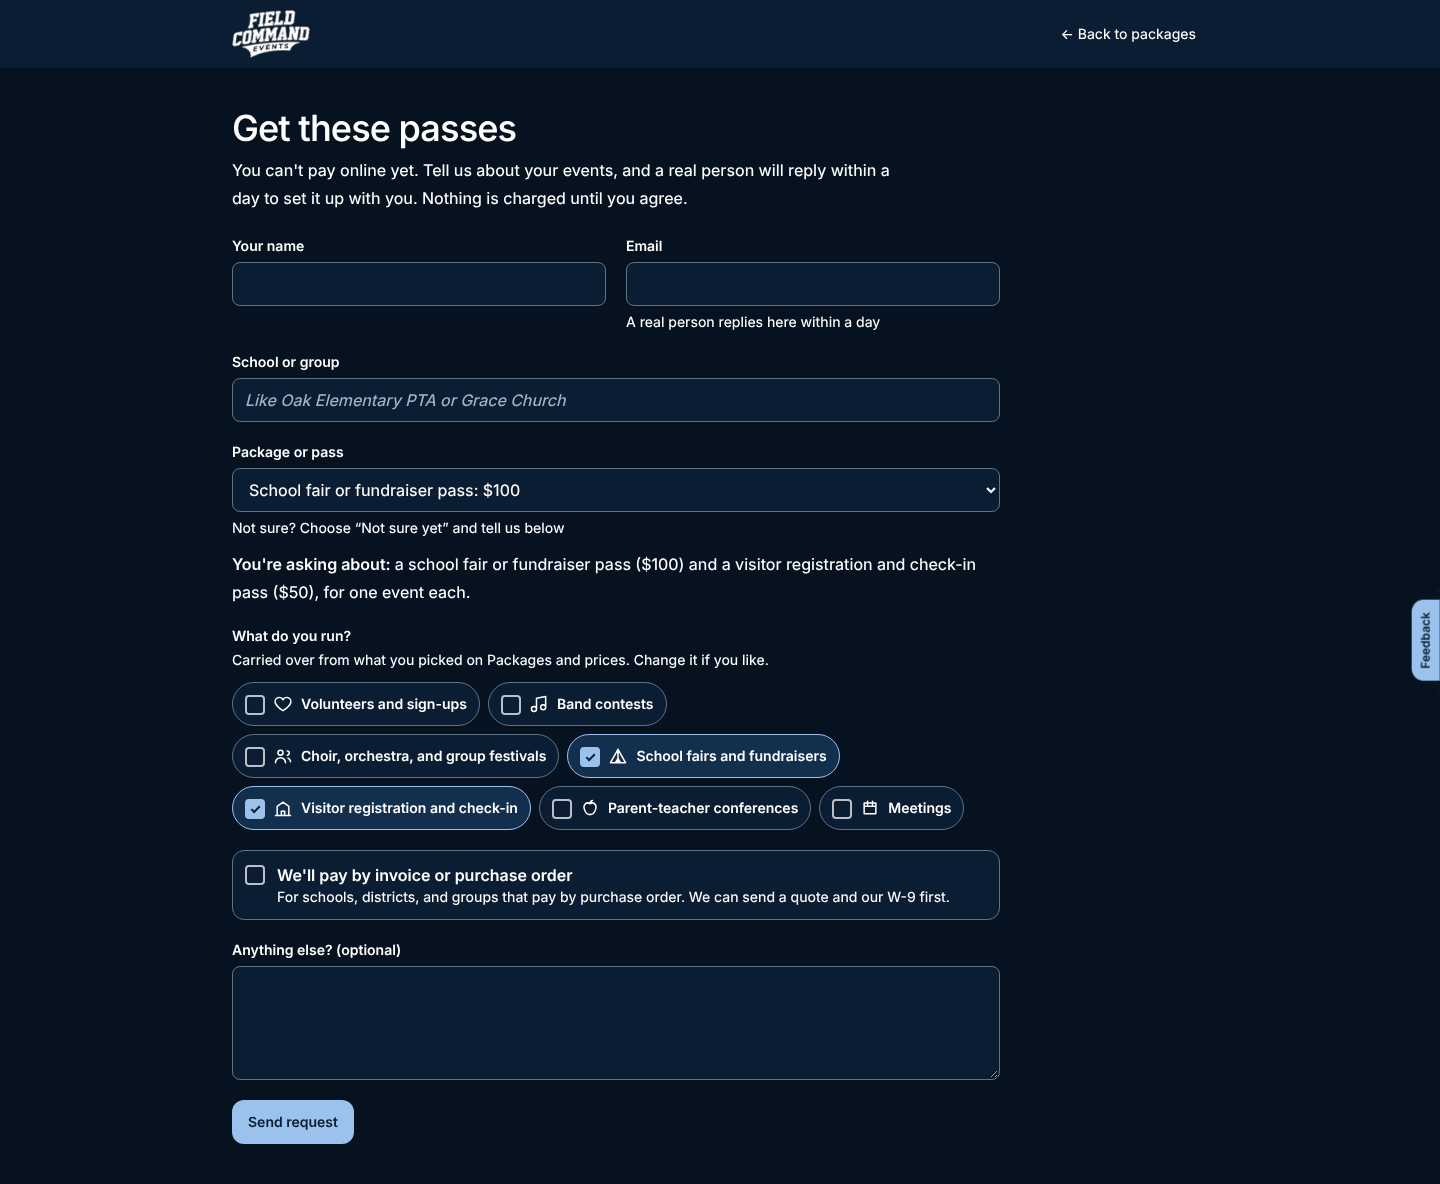 FIELD
COMMAND
EVENTS
← Back to packages
Get these passes
You can't pay online yet. Tell us about your events, and a real person will reply within a
day to set it up with you. Nothing is charged until you agree.
Your name
Email
A real person replies here within a day
School or group
Like Oak Elementary PTA or Grace Church
Package or pass
School fair or fundraiser pass: $100
Not sure? Choose “Not sure yet” and tell us below
You're asking about: a school fair or fundraiser pass ($100) and a visitor registration and check-in
pass ($50), for one event each.
Feedback
What do you run?
Carried over from what you picked on Packages and prices. Change it if you like.
Volunteers and sign-ups
Band contests
Choir, orchestra, and group festivals
School fairs and fundraisers
Visitor registration and check-in
Parent-teacher conferences
Meetings
We'll pay by invoice or purchase order
For schools, districts, and groups that pay by purchase order. We can send a quote and our W-9 first.
Anything else? (optional)
Send request